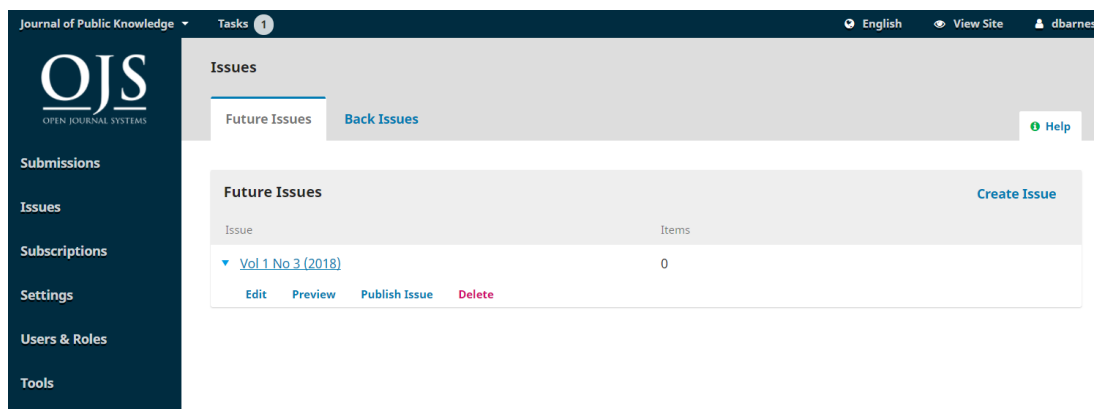 Journal of Public Knowledge Tasks 1 English View Site dbarnes
OJS
OPEN JOURNAL SYSTEMS
Issues
Future Issues Back Issues
Help
Submissions
Issues
Subscriptions
Settings
Users & Roles
Tools
Future Issues Create Issue
Issue Items
Vol 1 No 3 (2018) 0
Edit Preview Publish Issue Delete